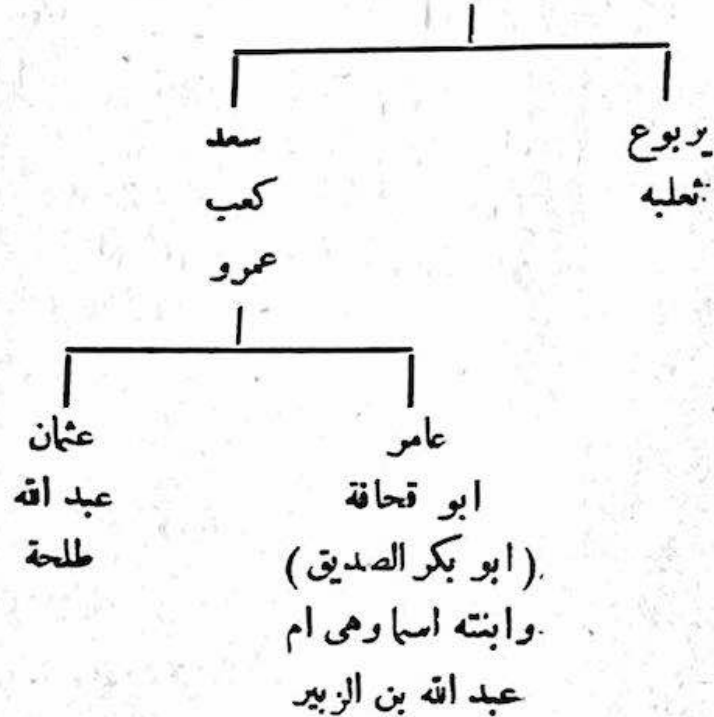 يربوع
ثعلبه
سعد
كعب
عمرو
عامر
ابو قحافة
(ابو بكر الصديق)
وابنته اسما وهى ام
عبد الله بن الزبير
عثمان
عبد الله
طلحة